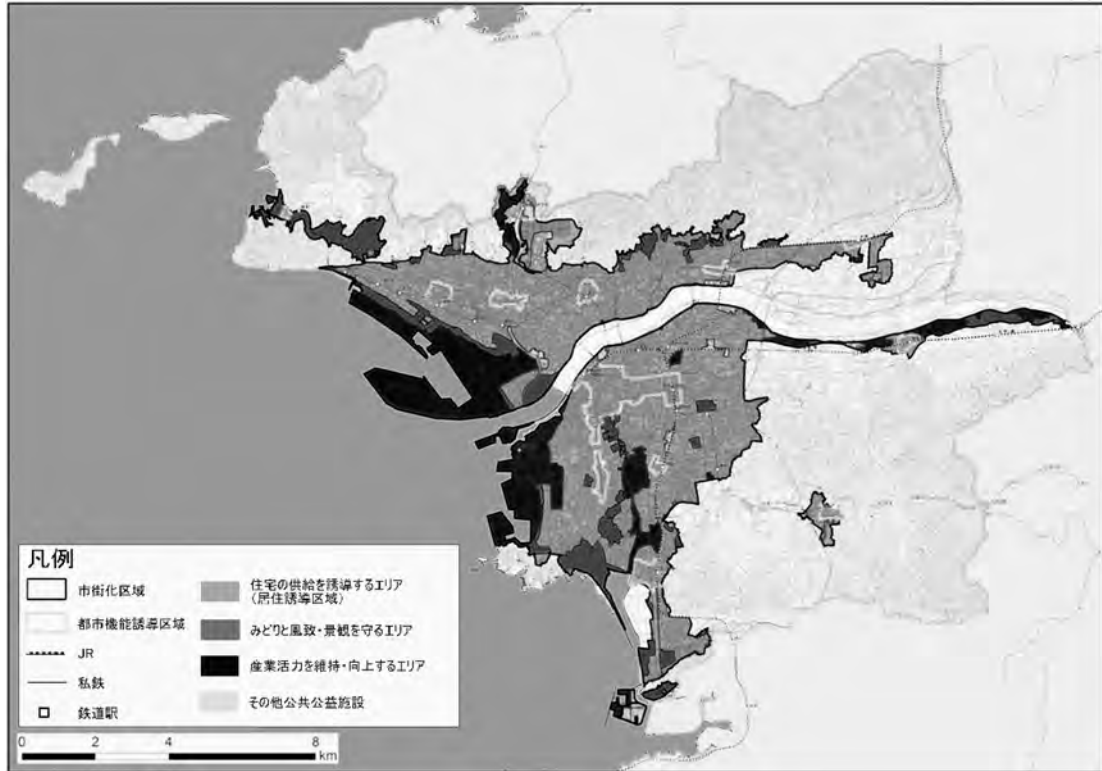 凡例
市街化区域
都市機能誘導区域
JR
私鉄
鉄道駅
住宅の供給を誘導するエリア
(居住誘導区域)
みどりと風致・景観を守るエリア
産業活力を維持・向上するエリア
その他公共公益施設
0 2 4 8
km